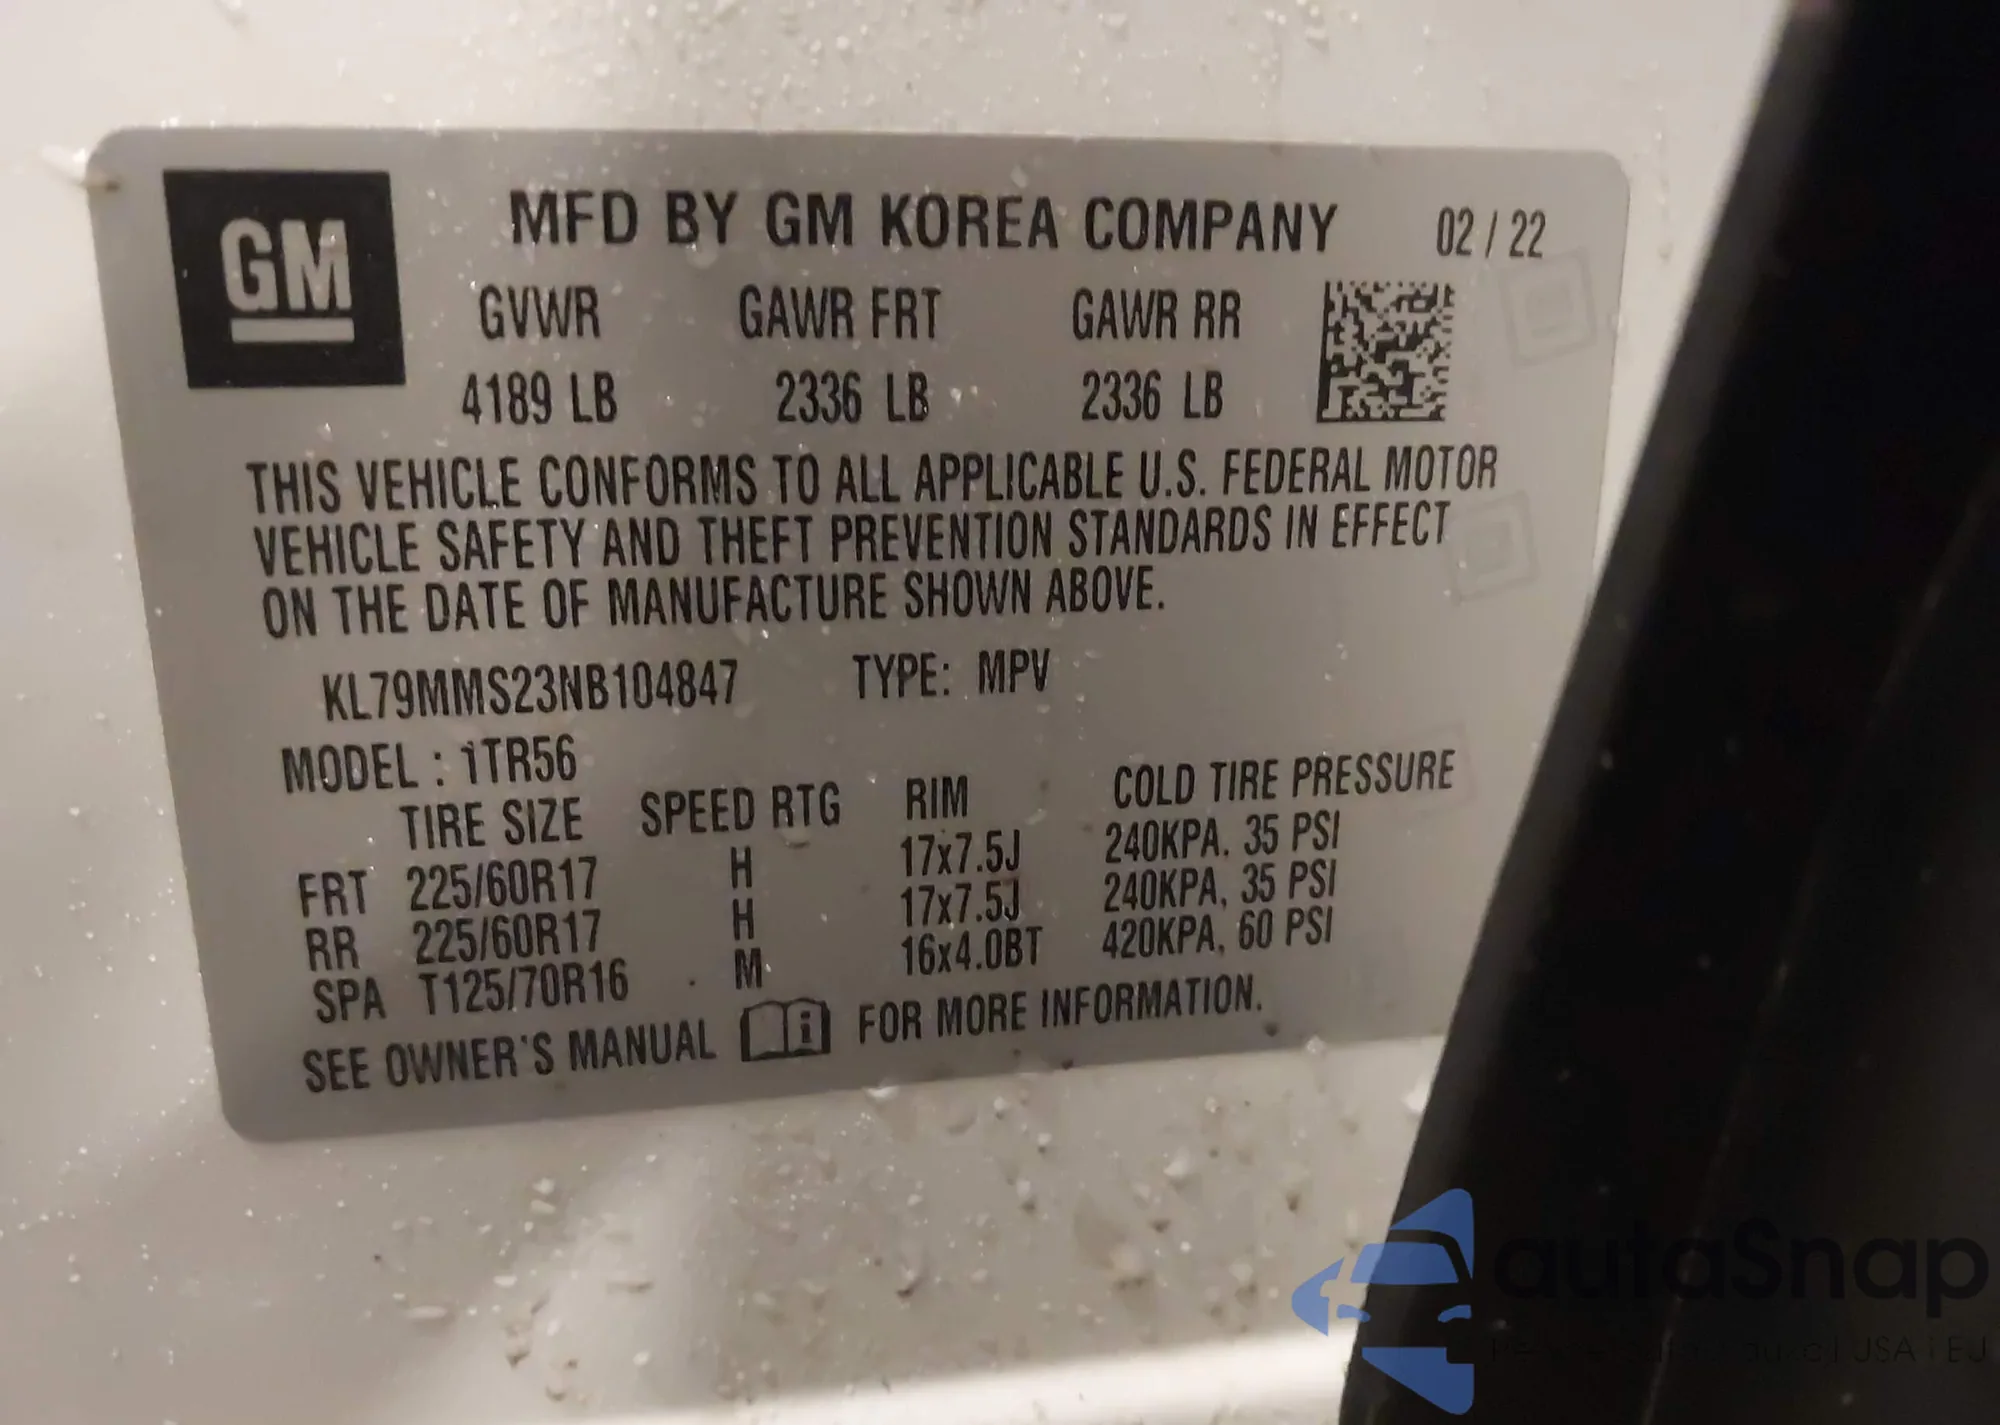 GM
MFD BY GM KOREA COMPANY 02 / 22
GVWR GAWR FRT GAWR RR
4189 LB 2336 LB 2336 LB
THIS VEHICLE CONFORMS TO ALL APPLICABLE U.S. FEDERAL MOTOR
VEHICLE SAFETY AND THEFT PREVENTION STANDARDS IN EFFECT
ON THE DATE OF MANUFACTURE SHOWN ABOVE.
KL79MMS23NB104847 TYPE: MPV
MODEL : 1TR56
TIRE SIZE SPEED RTG RIM COLD TIRE PRESSURE
FRT 225/60R17 H 17x7.5J 240KPA. 35 PSI
RR 225/60R17 H 17x7.5J 240KPA, 35 PSI
SPA T125/70R16 M 16x4.0BT 420KPA, 60 PSI
SEE OWNER'S MANUAL i FOR MORE INFORMATION.
autaSnap